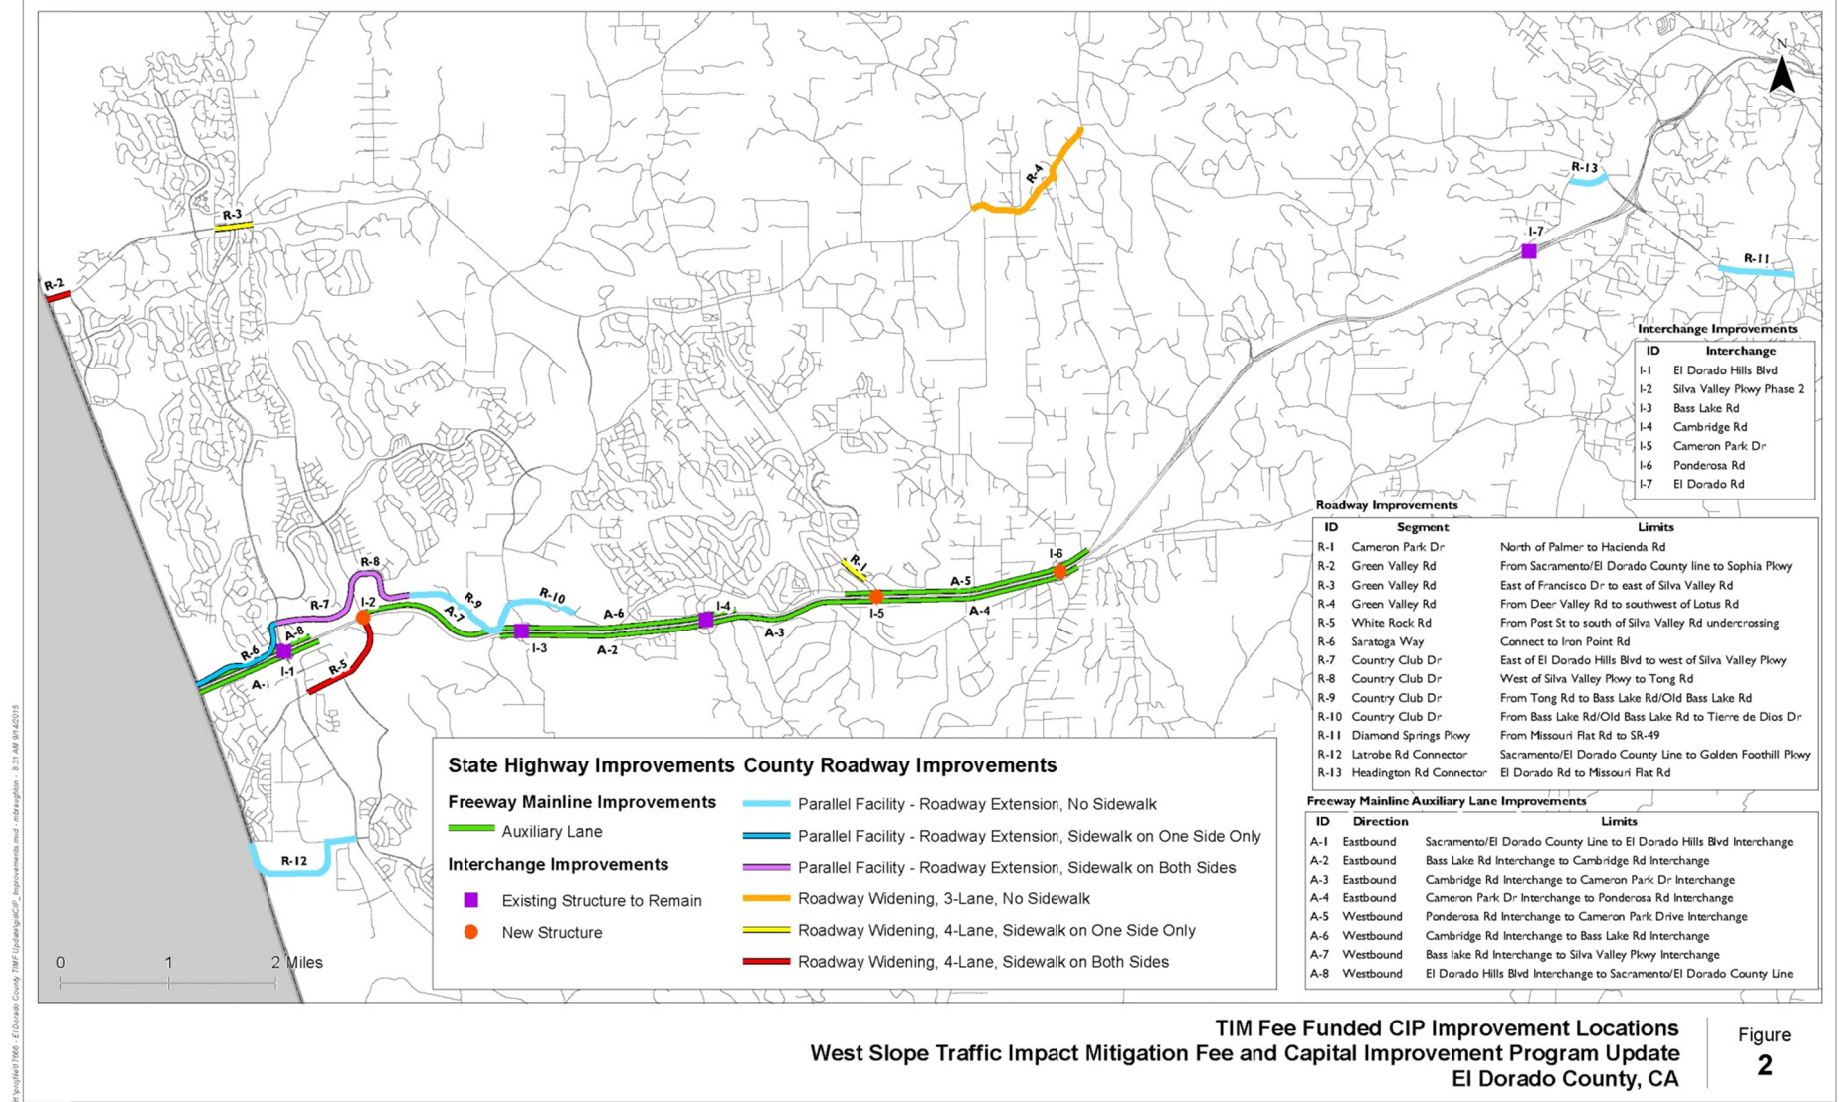 N
R-3
R-4
R-13
I-7
R-2
R-11
Interchange Improvements
ID Interchange
I-1 El Dorado Hills Blvd
I-2 Silva Valley Pkwy Phase 2
I-3 Bass Lake Rd
I-4 Cambridge Rd
I-5 Cameron Park Dr
I-6 Ponderosa Rd
I-7 El Dorado Rd
Roadway Improvements
ID Segment Limits
R-1 Cameron Park Dr North of Palmer to Hacienda Rd
R-2 Green Valley Rd From Sacramento/El Dorado County line to Sophia Pkwy
R-3 Green Valley Rd East of Francisco Dr to east of Silva Valley Rd
R-4 Green Valley Rd From Deer Valley Rd to southwest of Lotus Rd
R-5 White Rock Rd From Post St to south of Silva Valley Rd undercrossing
R-6 Saratoga Way Connect to Iron Point Rd
R-7 Country Club Dr East of El Dorado Hills Blvd to west of Silva Valley Pkwy
R-8 Country Club Dr West of Silva Valley Pkwy to Tong Rd
R-9 Country Club Dr From Tong Rd to Bass Lake Rd/Old Bass Lake Rd
R-10 Country Club Dr From Bass Lake Rd/Old Bass Lake Rd to Tierre de Dios Dr
R-11 Diamond Springs Pkwy From Missouri Flat Rd to SR-49
R-12 Latrobe Rd Connector Sacramento/El Dorado County Line to Golden Foothill Pkwy
R-13 Headington Rd Connector El Dorado Rd to Missouri Flat Rd
Freeway Mainline Auxiliary Lane Improvements
ID Direction Limits
A-1 Eastbound Sacramento/El Dorado County Line to El Dorado Hills Blvd Interchange
A-2 Eastbound Bass Lake Rd Interchange to Cambridge Rd Interchange
A-3 Eastbound Cambridge Rd Interchange to Cameron Park Dr Interchange
A-4 Eastbound Cameron Park Dr Interchange to Ponderosa Rd Interchange
A-5 Westbound Ponderosa Rd Interchange to Cameron Park Drive Interchange
A-6 Westbound Cambridge Rd Interchange to Bass Lake Rd Interchange
A-7 Westbound Bass lake Rd Interchange to Silva Valley Pkwy Interchange
A-8 Westbound El Dorado Hills Blvd Interchange to Sacramento/El Dorado County Line
I-6
R-1
R-8
A-5
R-7
I-2
R-9
R-10
A-6
I-4
A-4
I-5
A-7
A-3
A-8
I-3
A-2
R-6
I-1
R-5
A-
R-12
State Highway Improvements
Freeway Mainline Improvements
Auxiliary Lane
Interchange Improvements
Existing Structure to Remain
New Structure
County Roadway Improvements
Parallel Facility - Roadway Extension, No Sidewalk
Parallel Facility - Roadway Extension, Sidewalk on One Side Only
Parallel Facility - Roadway Extension, Sidewalk on Both Sides
Roadway Widening, 3-Lane, No Sidewalk
Roadway Widening, 4-Lane, Sidewalk on One Side Only
Roadway Widening, 4-Lane, Sidewalk on Both Sides
0 1 2 Miles
TIM Fee Funded CIP Improvement Locations
West Slope Traffic Impact Mitigation Fee and Capital Improvement Program Update
El Dorado County, CA
Figure
2